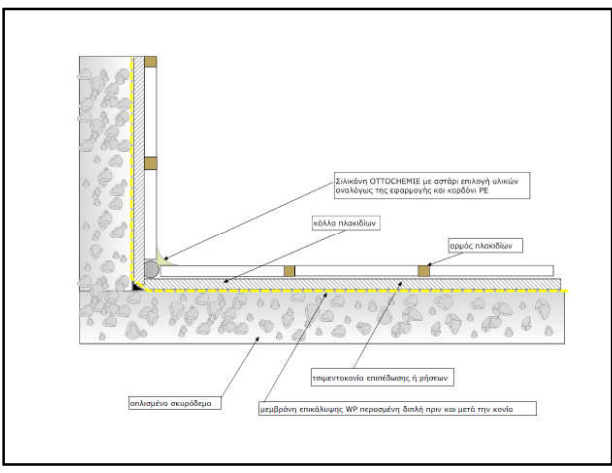 Σιλικάνη OTTOCHEMIE με αστάρι επιλογή υλικών
αναλόγως της εφαρμογής και κορδόνι PE
κόλλα πλακιδίων
αρμός πλακιδίων
τσιμεντοκονία επιπέδωσης ή ρήσεων
οπλισμένο σκυρόδεμα
μεμβράνη επικάλυψης WP περασμένη διπλή πριν και μετά την κονία